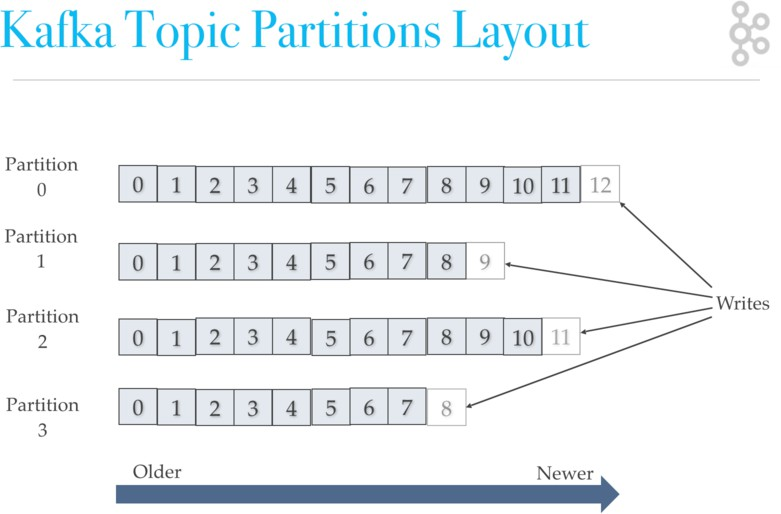 Kafka Topic Partitions Layout
Partition
0
0 1 2 3 4 5 6 7 8 9 10 11 12
Partition
1
0 1 2 3 4 5 6 7 8 9
Writes
Partition
2
0 1 2 3 4 5 6 7 8 9 10 11
Partition
3
0 1 2 3 4 5 6 7 8
Older
Newer